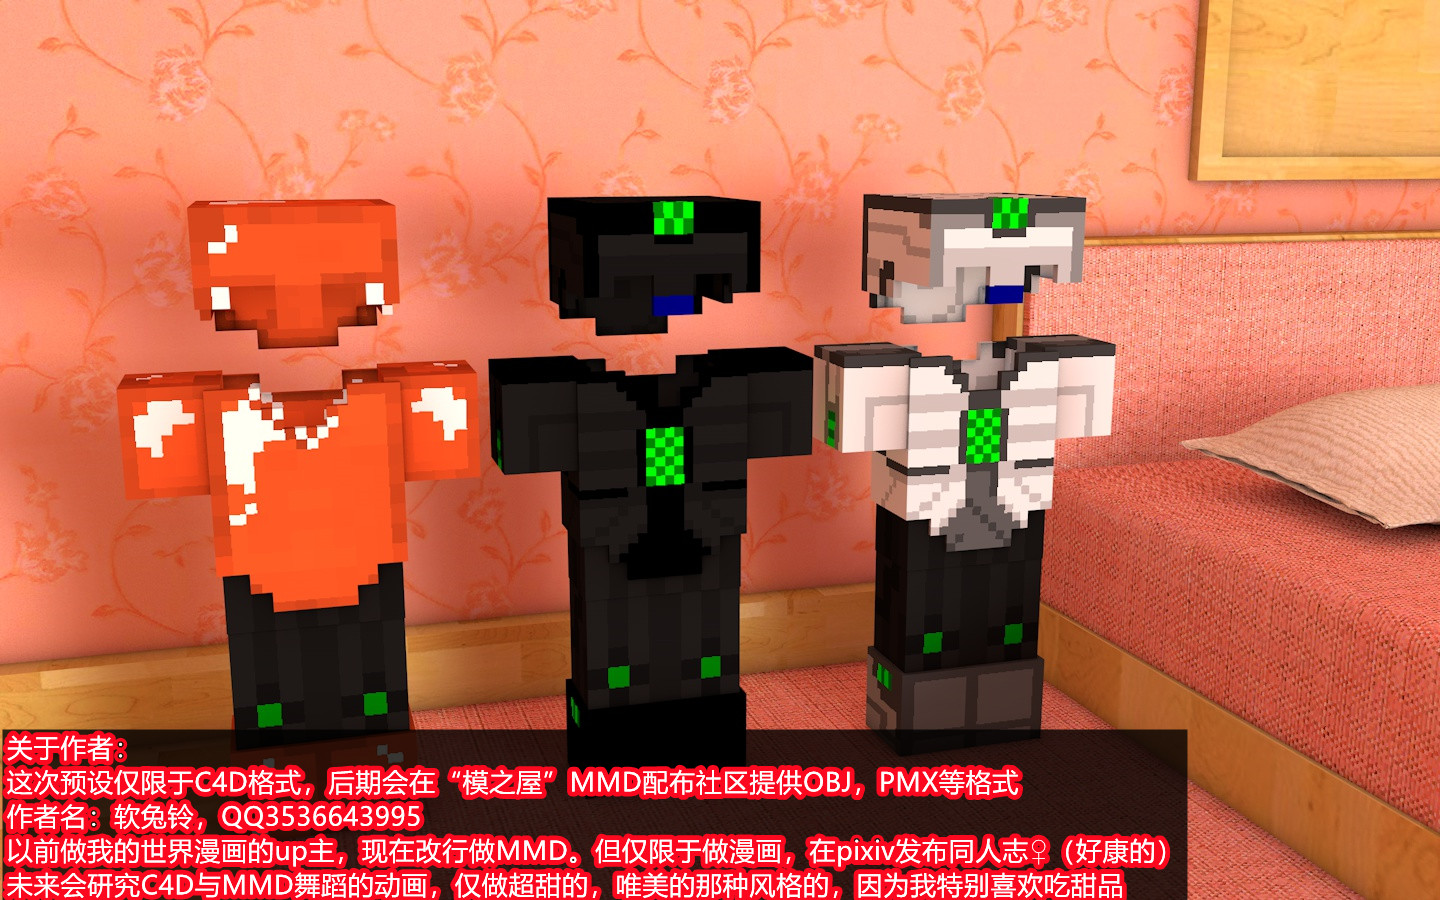 关于作者：
这次预设仅限于C4D格式，后期会在“模之屋”MMD配布社区提供OBJ，PMX等格式
作者名：软兔铃，QQ3536643995
以前做我的世界漫画的up主，现在改行做MMD。但仅限于做漫画，在pixiv发布同人志♀（好康的）
未来会研究C4D与MMD舞蹈的动画，仅做超甜的，唯美的那种风格的，因为我特别喜欢吃甜品